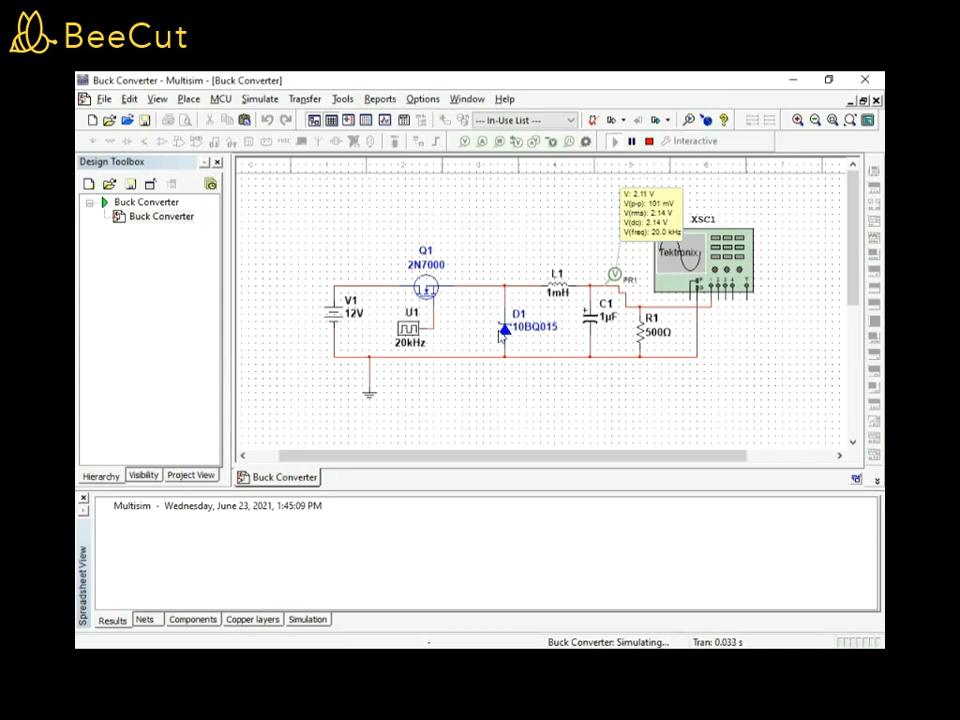 BeeCut
Buck Converter - Multisim - [Buck Converter]
File Edit View Place MCU Simulate Transfer Tools Reports Options Window Help
--- In-Use List ---
Interactive
Design Toolbox
Buck Converter
Buck Converter
V: 2.11 V
V(p-p): 101 mV
V(rms): 2.14 V
V(dc): 2.14 V
V(freq): 20.0 kHz
XSC1
Tektronix
PR1
Q1
2N7000
L1
1mH
V1
12V
U1
20kHz
D1
10BQ015
C1
1µF
R1
500Ω
Hierarchy Visibility Project View
Buck Converter
Multisim - Wednesday, June 23, 2021, 1:45:09 PM
Spreadsheet View
Results Nets Components Copper layers Simulation
- Buck Converter: Simulating... Tran: 0.033 s